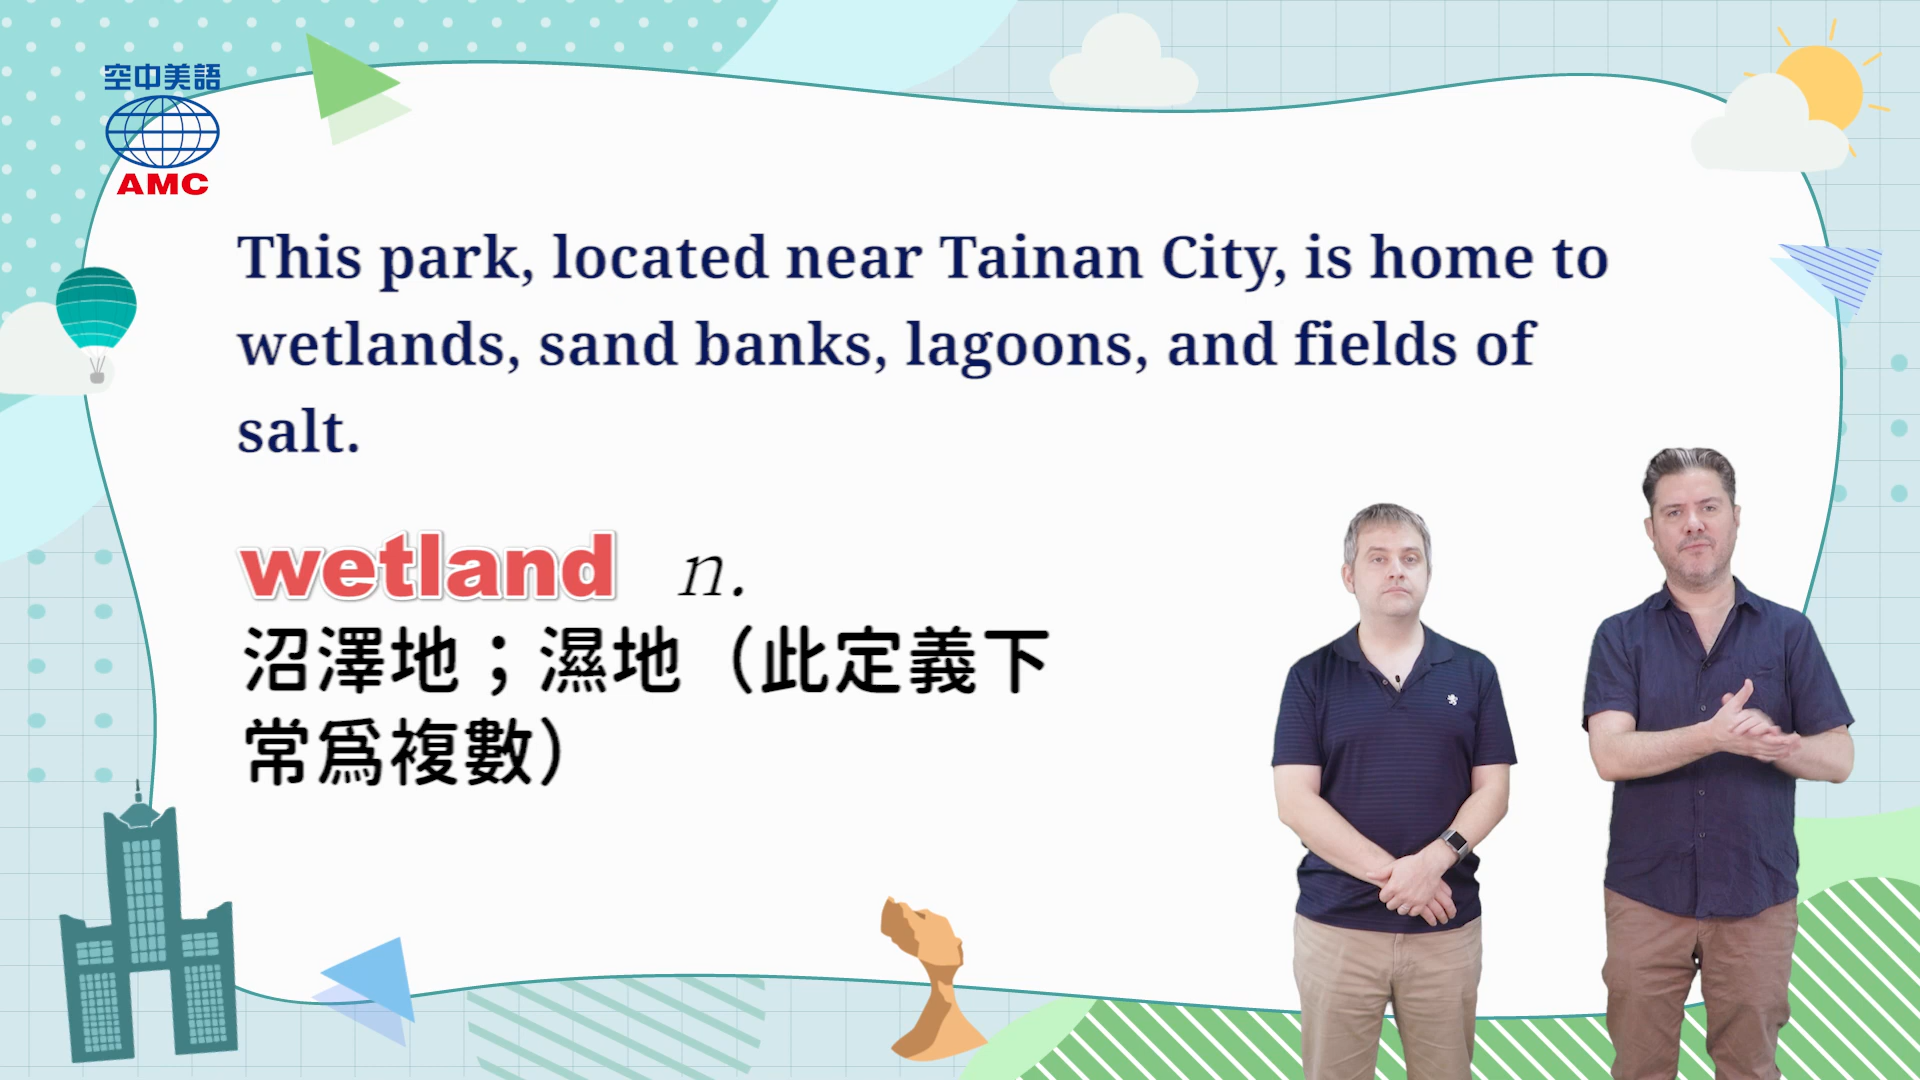 空中美語
AMC
This park, located near Tainan City, is home to
wetlands, sand banks, lagoons, and fields of
salt.
wetland n.
沼澤地；濕地（此定義下
常為複數）